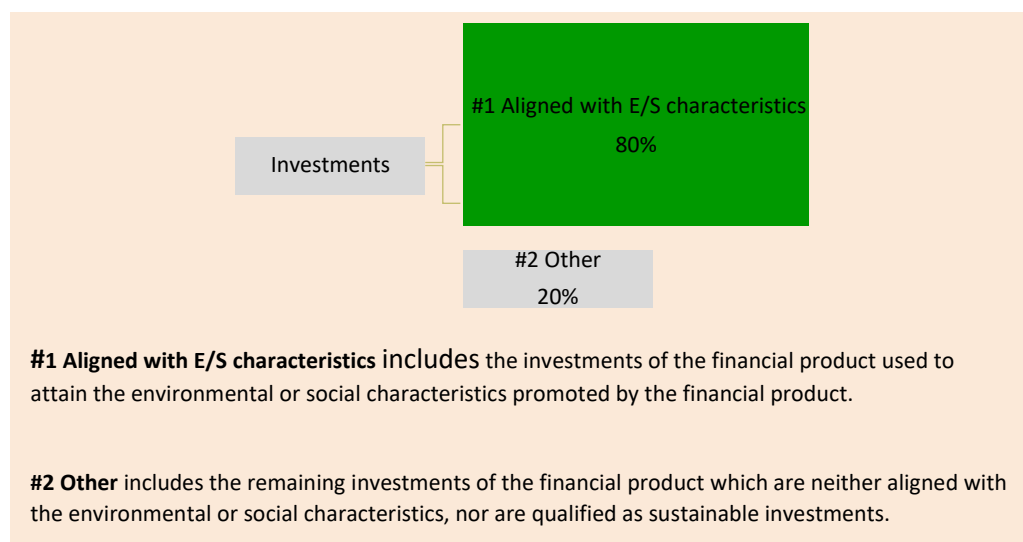 #1 Aligned with E/S characteristics
80%
Investments
#2 Other
20%
#1 Aligned with E/S characteristics includes the investments of the financial product used to
attain the environmental or social characteristics promoted by the financial product.
#2 Other includes the remaining investments of the financial product which are neither aligned with
the environmental or social characteristics, nor are qualified as sustainable investments.